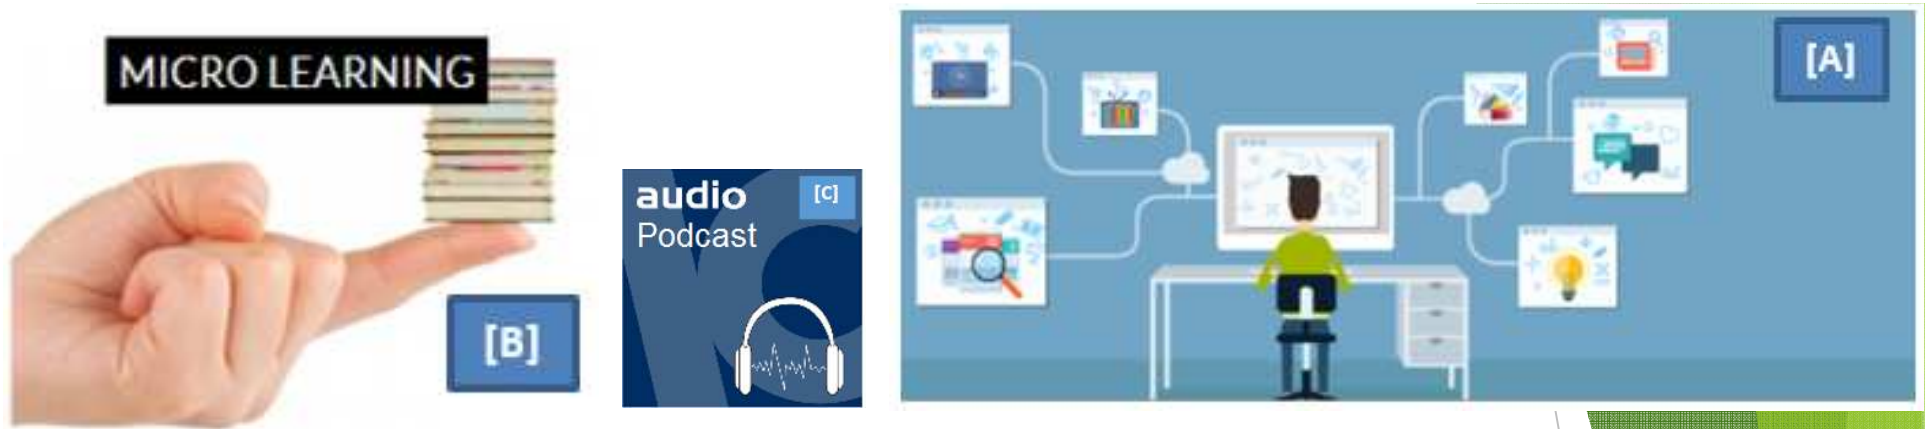 MICRO LEARNING
[B]
audio
[C]
Podcast
[A]